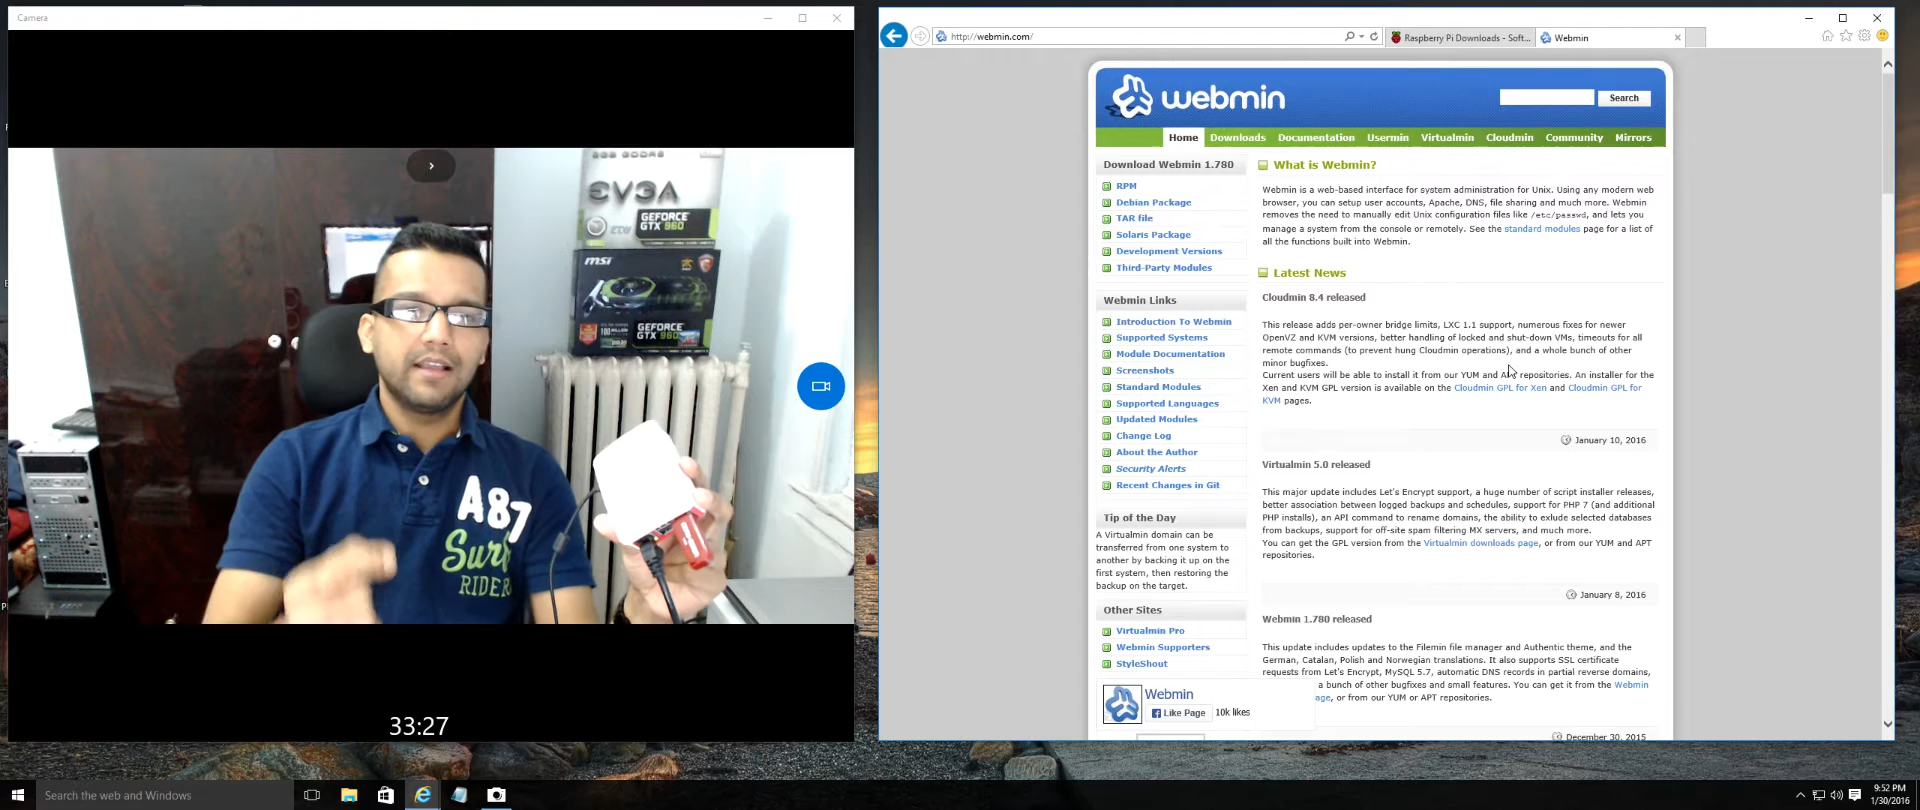 Camera
EVGA
GEFORCE
GTX 960
msi
GEFORCE
GTX 960
A87
Surf
RIDER
33:27
http://webmin.com/
Raspberry Pi Downloads - Soft...
Webmin
webmin
Search
Home Downloads Documentation Usermin Virtualmin Cloudmin Community Mirrors
Download Webmin 1.780
RPM
Debian Package
TAR file
Solaris Package
Development Versions
Third-Party Modules
Webmin Links
Introduction To Webmin
Supported Systems
Module Documentation
Screenshots
Standard Modules
Supported Languages
Updated Modules
Change Log
About the Author
Security Alerts
Recent Changes in Git
Tip of the Day
A Virtualmin domain can be
transferred from one system to
another by backing it up on the
first system, then restoring the
backup on the target.
Other Sites
Virtualmin Pro
Webmin Supporters
StyleShout
Webmin
Like Page 10k likes
What is Webmin?
Webmin is a web-based interface for system administration for Unix. Using any modern web
browser, you can setup user accounts, Apache, DNS, file sharing and much more. Webmin
removes the need to manually edit Unix configuration files like /etc/passwd, and lets you
manage a system from the console or remotely. See the standard modules page for a list of
all the functions built into Webmin.
Latest News
Cloudmin 8.4 released
This release adds per-owner bridge limits, LXC 1.1 support, numerous fixes for newer
OpenVZ and KVM versions, better handling of locked and shut-down VMs, timeouts for all
remote commands (to prevent hung Cloudmin operations), and a whole bunch of other
minor bugfixes.
Current users will be able to install it from our YUM and APT repositories. An installer for the
Xen and KVM GPL version is available on the Cloudmin GPL for Xen and Cloudmin GPL for
KVM pages.
January 10, 2016
Virtualmin 5.0 released
This major update includes Let's Encrypt support, a huge number of script installer releases,
better association between logged backups and schedules, support for PHP 7 (and additional
PHP installs), an API command to rename domains, the ability to exlude selected databases
from backups, support for off-site spam filtering MX serveors, and much more.
You can get the GPL version from the Virtualmin downloads page, or from our YUM and APT
repositories.
January 8, 2016
Webmin 1.780 released
This update includes updates to the Filemin file manager and Authentic theme, and the
German, Catalan, Polish and Norwegian translations. It also supports SSL certificate
requests from Let's Encrypt, MySQL 5.7, automatic DNS records in partial reverse domains,
a bunch of other bugfixes and small features. You can get it from the Webmin
age, or from our YUM or APT repositories.
December 30, 2015
Search the web and Windows
9:52 PM
1/30/2016